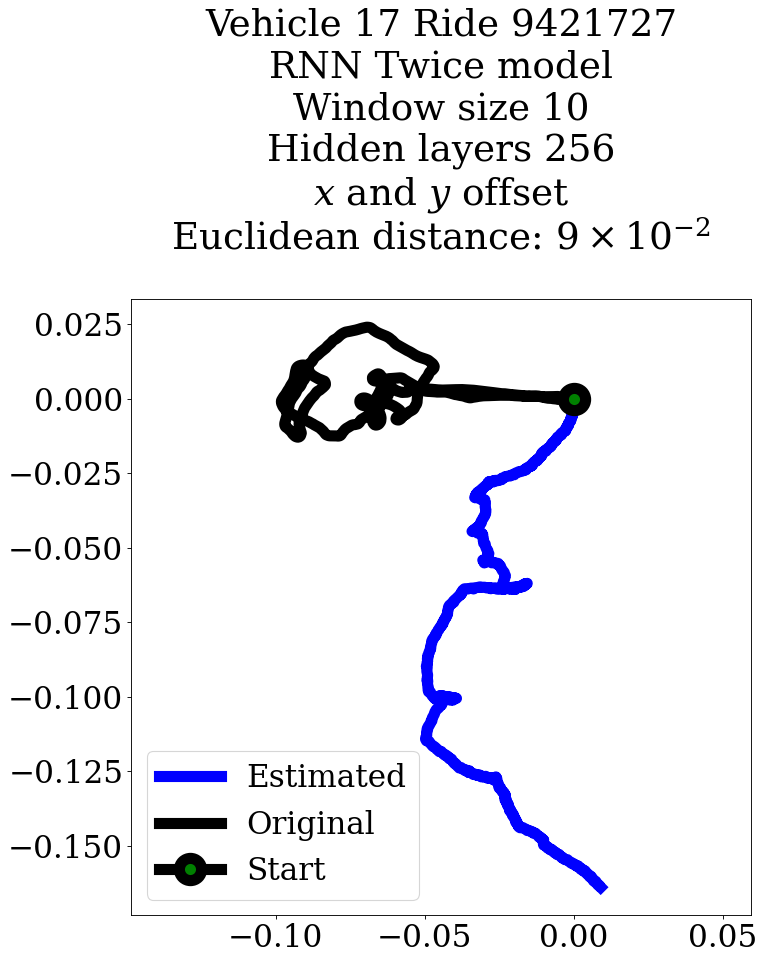 Vehicle 17 Ride 9421727
RNN Twice model
Window size 10
Hidden layers 256
x and y offset
Euclidean distance: 9 × 10⁻²
0.025
0.000
−0.025
−0.050
−0.075
−0.100
−0.125
−0.150
Estimated
Original
Start
−0.10 −0.05 0.00 0.05